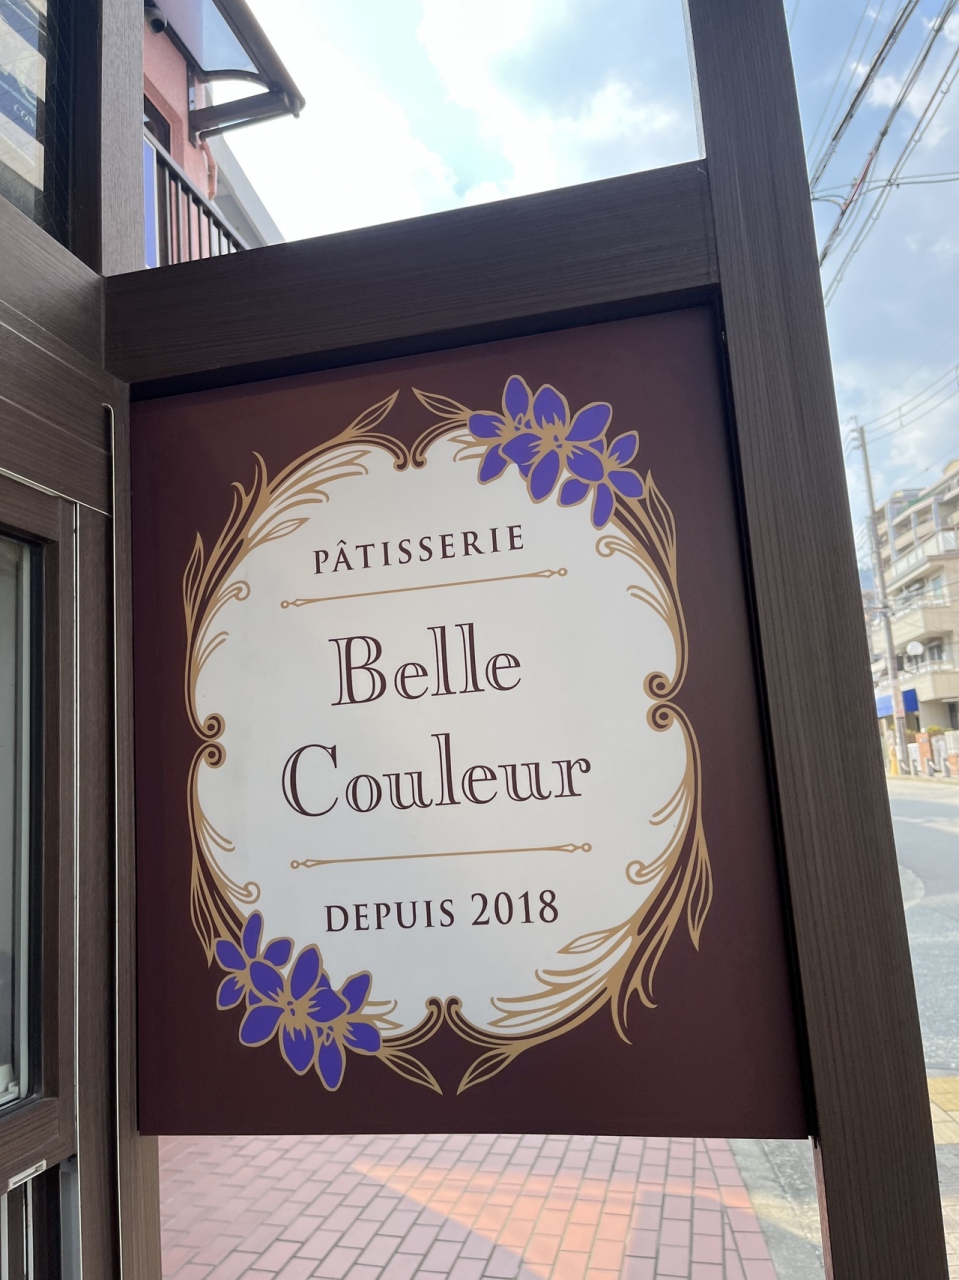 PÂTISSERIE
Belle
Couleur
DEPUIS 2018